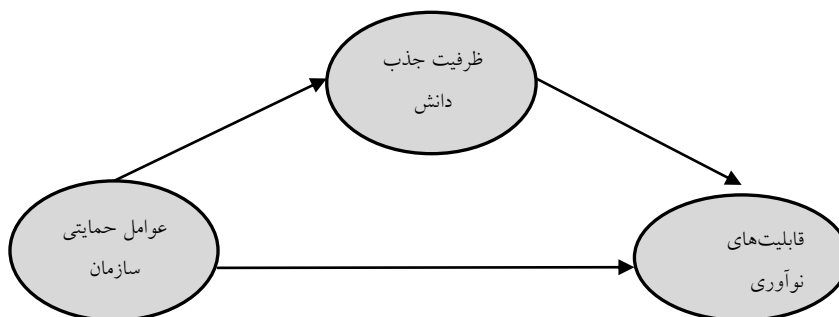 ظرفیت جذب
دانش
عوامل حمایتی
سازمان
قابلیت‌های
نوآوری